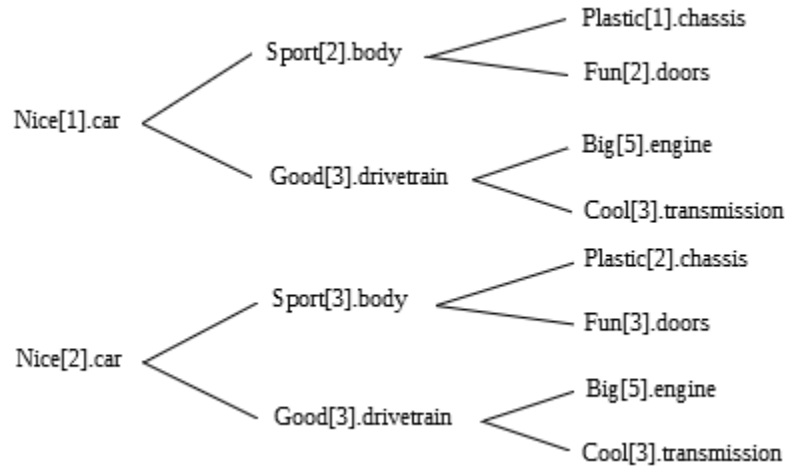 Plastic[1].chassis
Sport[2].body
Fun[2].doors
Nice[1].car
Big[5].engine
Good[3].drivetrain
Cool[3].transmission
Plastic[2].chassis
Sport[3].body
Fun[3].doors
Nice[2].car
Big[5].engine
Good[3].drivetrain
Cool[3].transmission